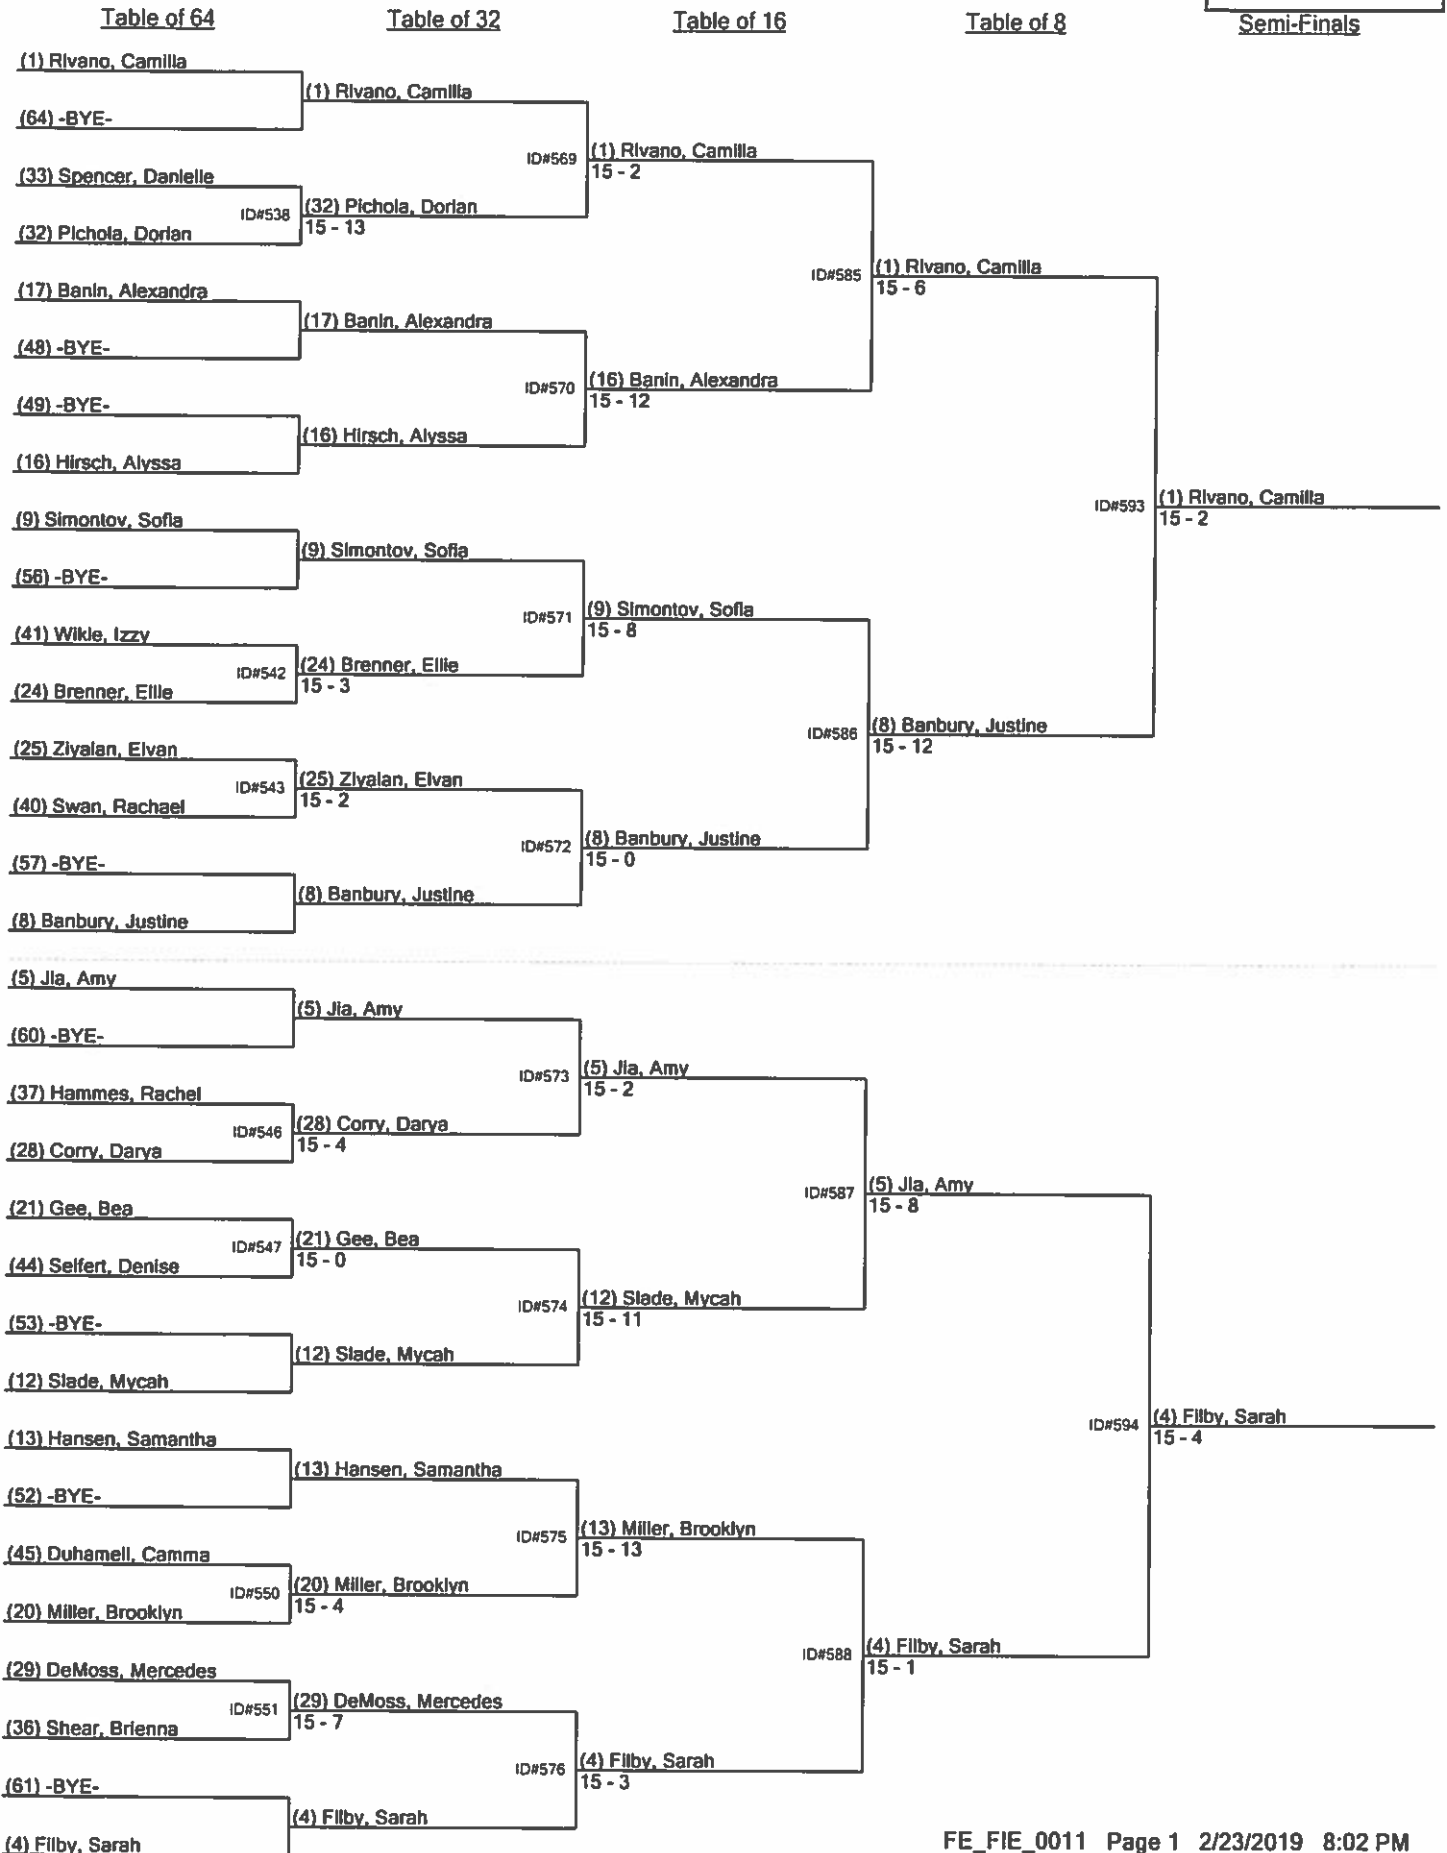 Table of 64 Table of 32 Table of 16 Table of 8 Semi-Finals
(1) Rivano, Camilla
(1) Rivano, Camilla
(64) -BYE-
ID#569 (1) Rivano, Camilla
15 - 2
(33) Spencer, Danielle
ID#538 (32) Pichola, Dorian
15 - 13
(32) Pichola, Dorian
ID#585 (1) Rivano, Camilla
15 - 6
(17) Banin, Alexandra
(17) Banin, Alexandra
(48) -BYE-
ID#570 (16) Banin, Alexandra
15 - 12
(49) -BYE-
(16) Hirsch, Alyssa
(16) Hirsch, Alyssa
ID#593 (1) Rivano, Camilla
15 - 2
(9) Simontov, Sofia
(9) Simontov, Sofia
(56) -BYE-
ID#571 (9) Simontov, Sofia
15 - 8
(41) Wikle, Izzy
ID#542 (24) Brenner, Ellie
15 - 3
(24) Brenner, Ellie
ID#586 (8) Banbury, Justine
15 - 12
(25) Ziyalan, Elvan
ID#543 (25) Ziyalan, Elvan
15 - 2
(40) Swan, Rachael
ID#572 (8) Banbury, Justine
15 - 0
(57) -BYE-
(8) Banbury, Justine
(8) Banbury, Justine
(5) Jia, Amy
(5) Jia, Amy
(60) -BYE-
ID#573 (5) Jia, Amy
15 - 2
(37) Hammes, Rachel
ID#546 (28) Corry, Darya
15 - 4
(28) Corry, Darya
ID#587 (5) Jia, Amy
15 - 8
(21) Gee, Bea
ID#547 (21) Gee, Bea
15 - 0
(44) Seifert, Denise
ID#574 (12) Slade, Mycah
15 - 11
(53) -BYE-
(12) Slade, Mycah
(12) Slade, Mycah
ID#594 (4) Filby, Sarah
15 - 4
(13) Hansen, Samantha
(13) Hansen, Samantha
(52) -BYE-
ID#575 (13) Miller, Brooklyn
15 - 13
(45) Duhamell, Camma
ID#550 (20) Miller, Brooklyn
15 - 4
(20) Miller, Brooklyn
ID#588 (4) Filby, Sarah
15 - 1
(29) DeMoss, Mercedes
ID#551 (29) DeMoss, Mercedes
15 - 7
(36) Shear, Brienna
ID#576 (4) Filby, Sarah
15 - 3
(61) -BYE-
(4) Filby, Sarah
(4) Filby, Sarah
FE_FIE_0011 Page 1 2/23/2019 8:02 PM